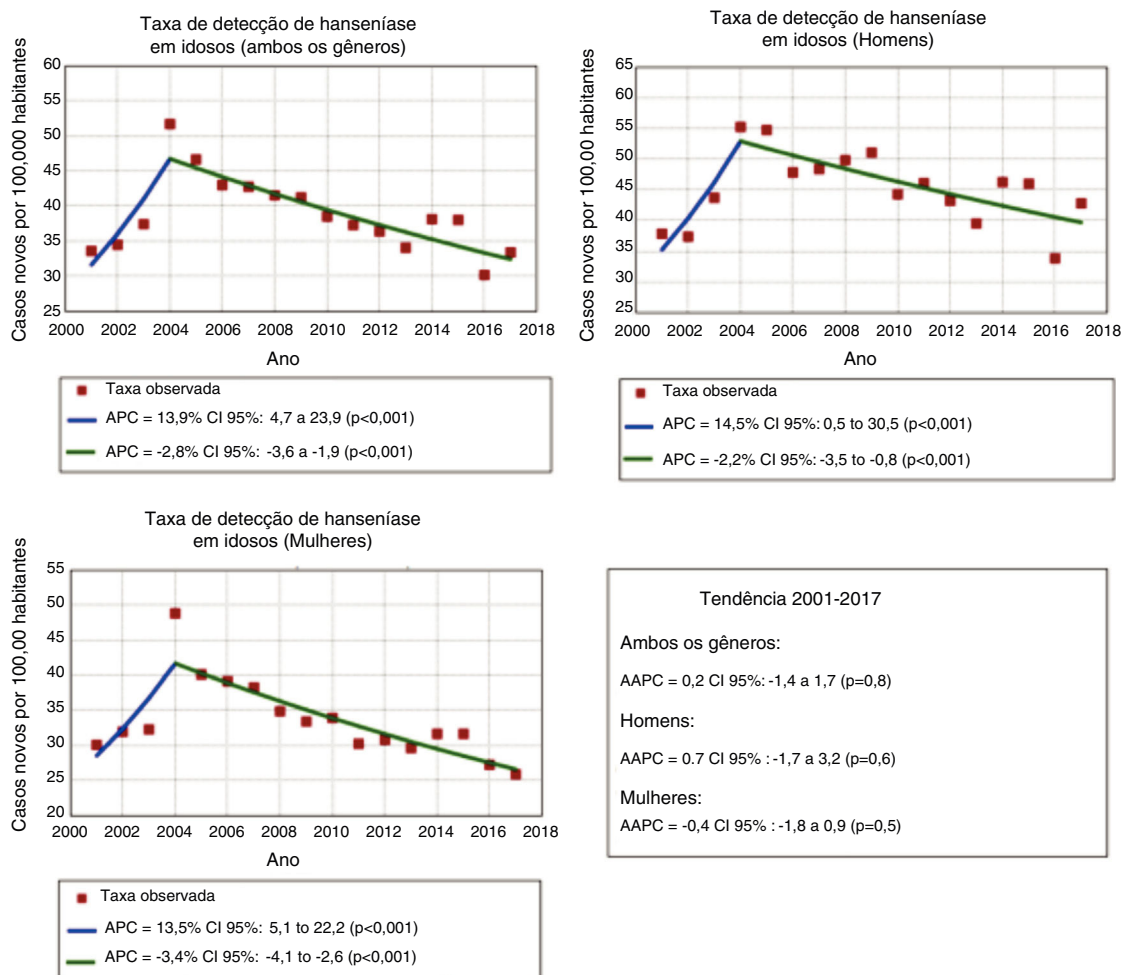 Taxa de detecção de hanseníase
em idosos (ambos os gêneros)
Casos novos por 100,000 habitantes
60
55
50
45
40
35
30
25
2000 2002 2004 2006 2008 2010 2012 2014 2016 2018
Ano
Taxa observada
APC = 13,9% CI 95%: 4,7 a 23,9 (p<0,001)
APC = -2,8% CI 95%: -3,6 a -1,9 (p<0,001)
Taxa de detecção de hanseníase
em idosos (Homens)
Casos novos por 100,00 habitantes
65
60
55
50
45
40
35
30
25
2000 2002 2004 2006 2008 2010 2012 2014 2016 2018
Ano
Taxa observada
APC = 14,5% CI 95%: 0,5 to 30,5 (p<0,001)
APC = -2,2% CI 95%: -3,5 to -0,8 (p<0,001)
Taxa de detecção de hanseníase
em idosos (Mulheres)
Casos novos por 100,00 habitantes
55
50
45
40
35
30
25
20
2000 2002 2004 2006 2008 2010 2012 2014 2016 2018
Ano
Taxa observada
APC = 13,5% CI 95%: 5,1 to 22,2 (p<0,001)
APC = -3,4% CI 95%: -4,1 to -2,6 (p<0,001)
Tendência 2001-2017
Ambos os gêneros:
AAPC = 0,2 CI 95%: -1,4 a 1,7 (p=0,8)
Homens:
AAPC = 0.7 CI 95% : -1,7 a 3,2 (p=0,6)
Mulheres:
AAPC = -0,4 CI 95% : -1,8 a 0,9 (p=0,5)